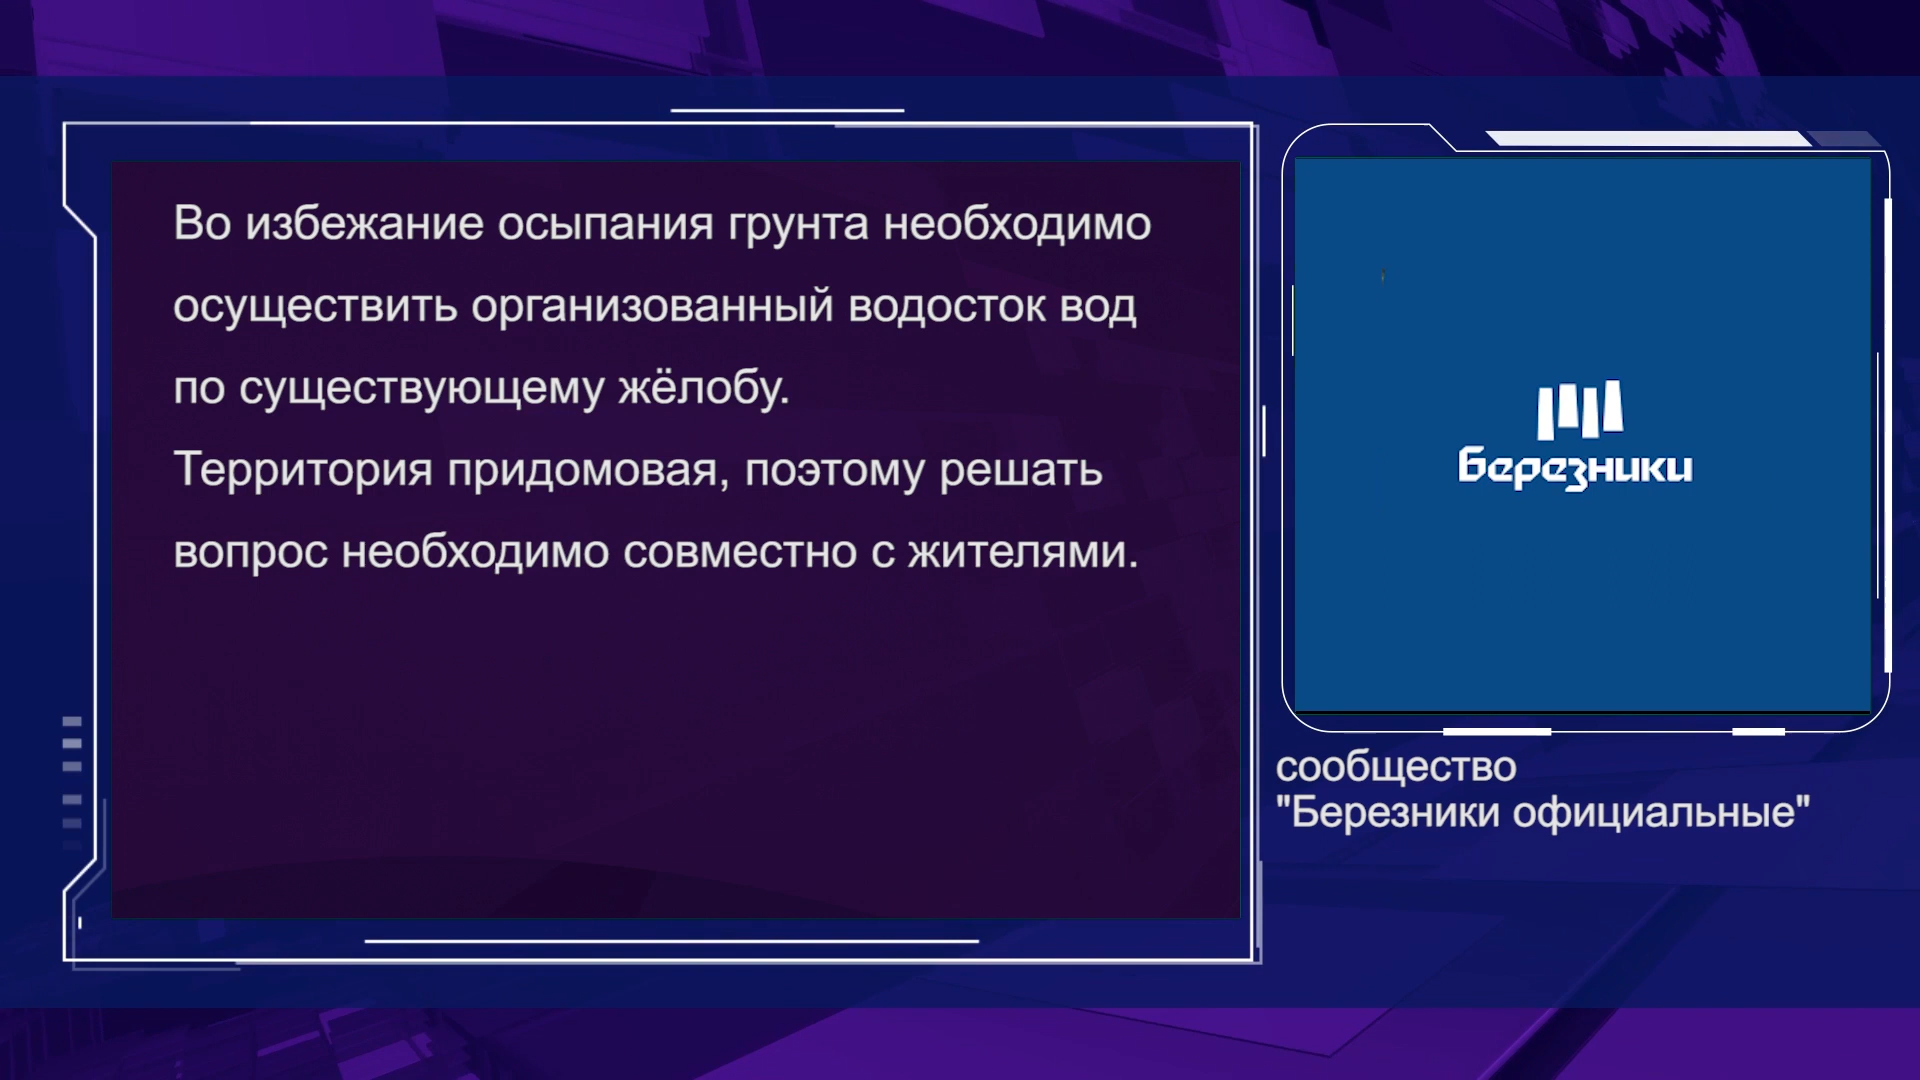 Во избежание осыпания грунта необходимо
осуществить организованный водосток вод
по существующему жёлобу.
Территория придомовая, поэтому решать
вопрос необходимо совместно с жителями.
березники
сообщество
"Березники официальные"